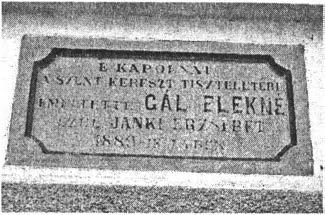 E KÁPOLNÁT
A SZENT KERESZT TISZTELETÉRE
EMELTETTE GÁL ELEKNÉ
SZÜL. JANKI ERZSÉBET